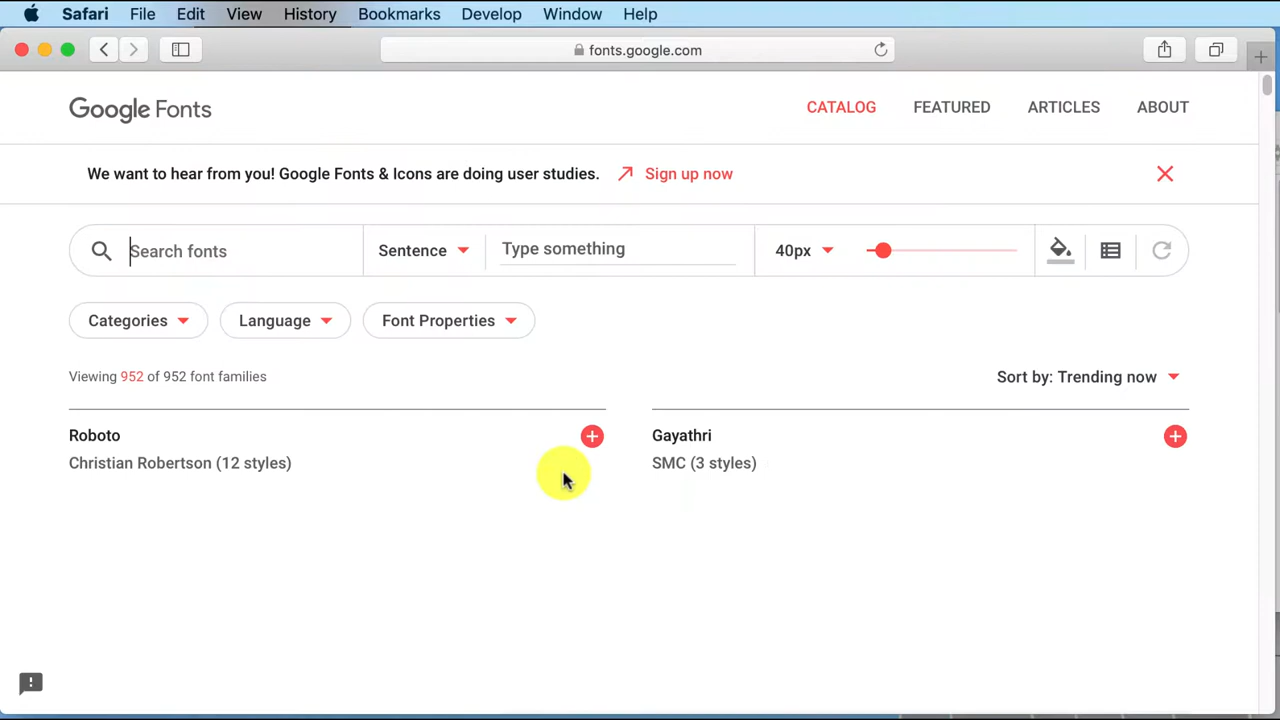 Safari File Edit View History Bookmarks Develop Window Help
fonts.google.com
Google Fonts CATALOG FEATURED ARTICLES ABOUT
We want to hear from you! Google Fonts & Icons are doing user studies. Sign up now
Search fonts Sentence Type something 40px
Categories Language Font Properties
Viewing 952 of 952 font families Sort by: Trending now
Roboto Gayathri
Christian Robertson (12 styles) SMC (3 styles)